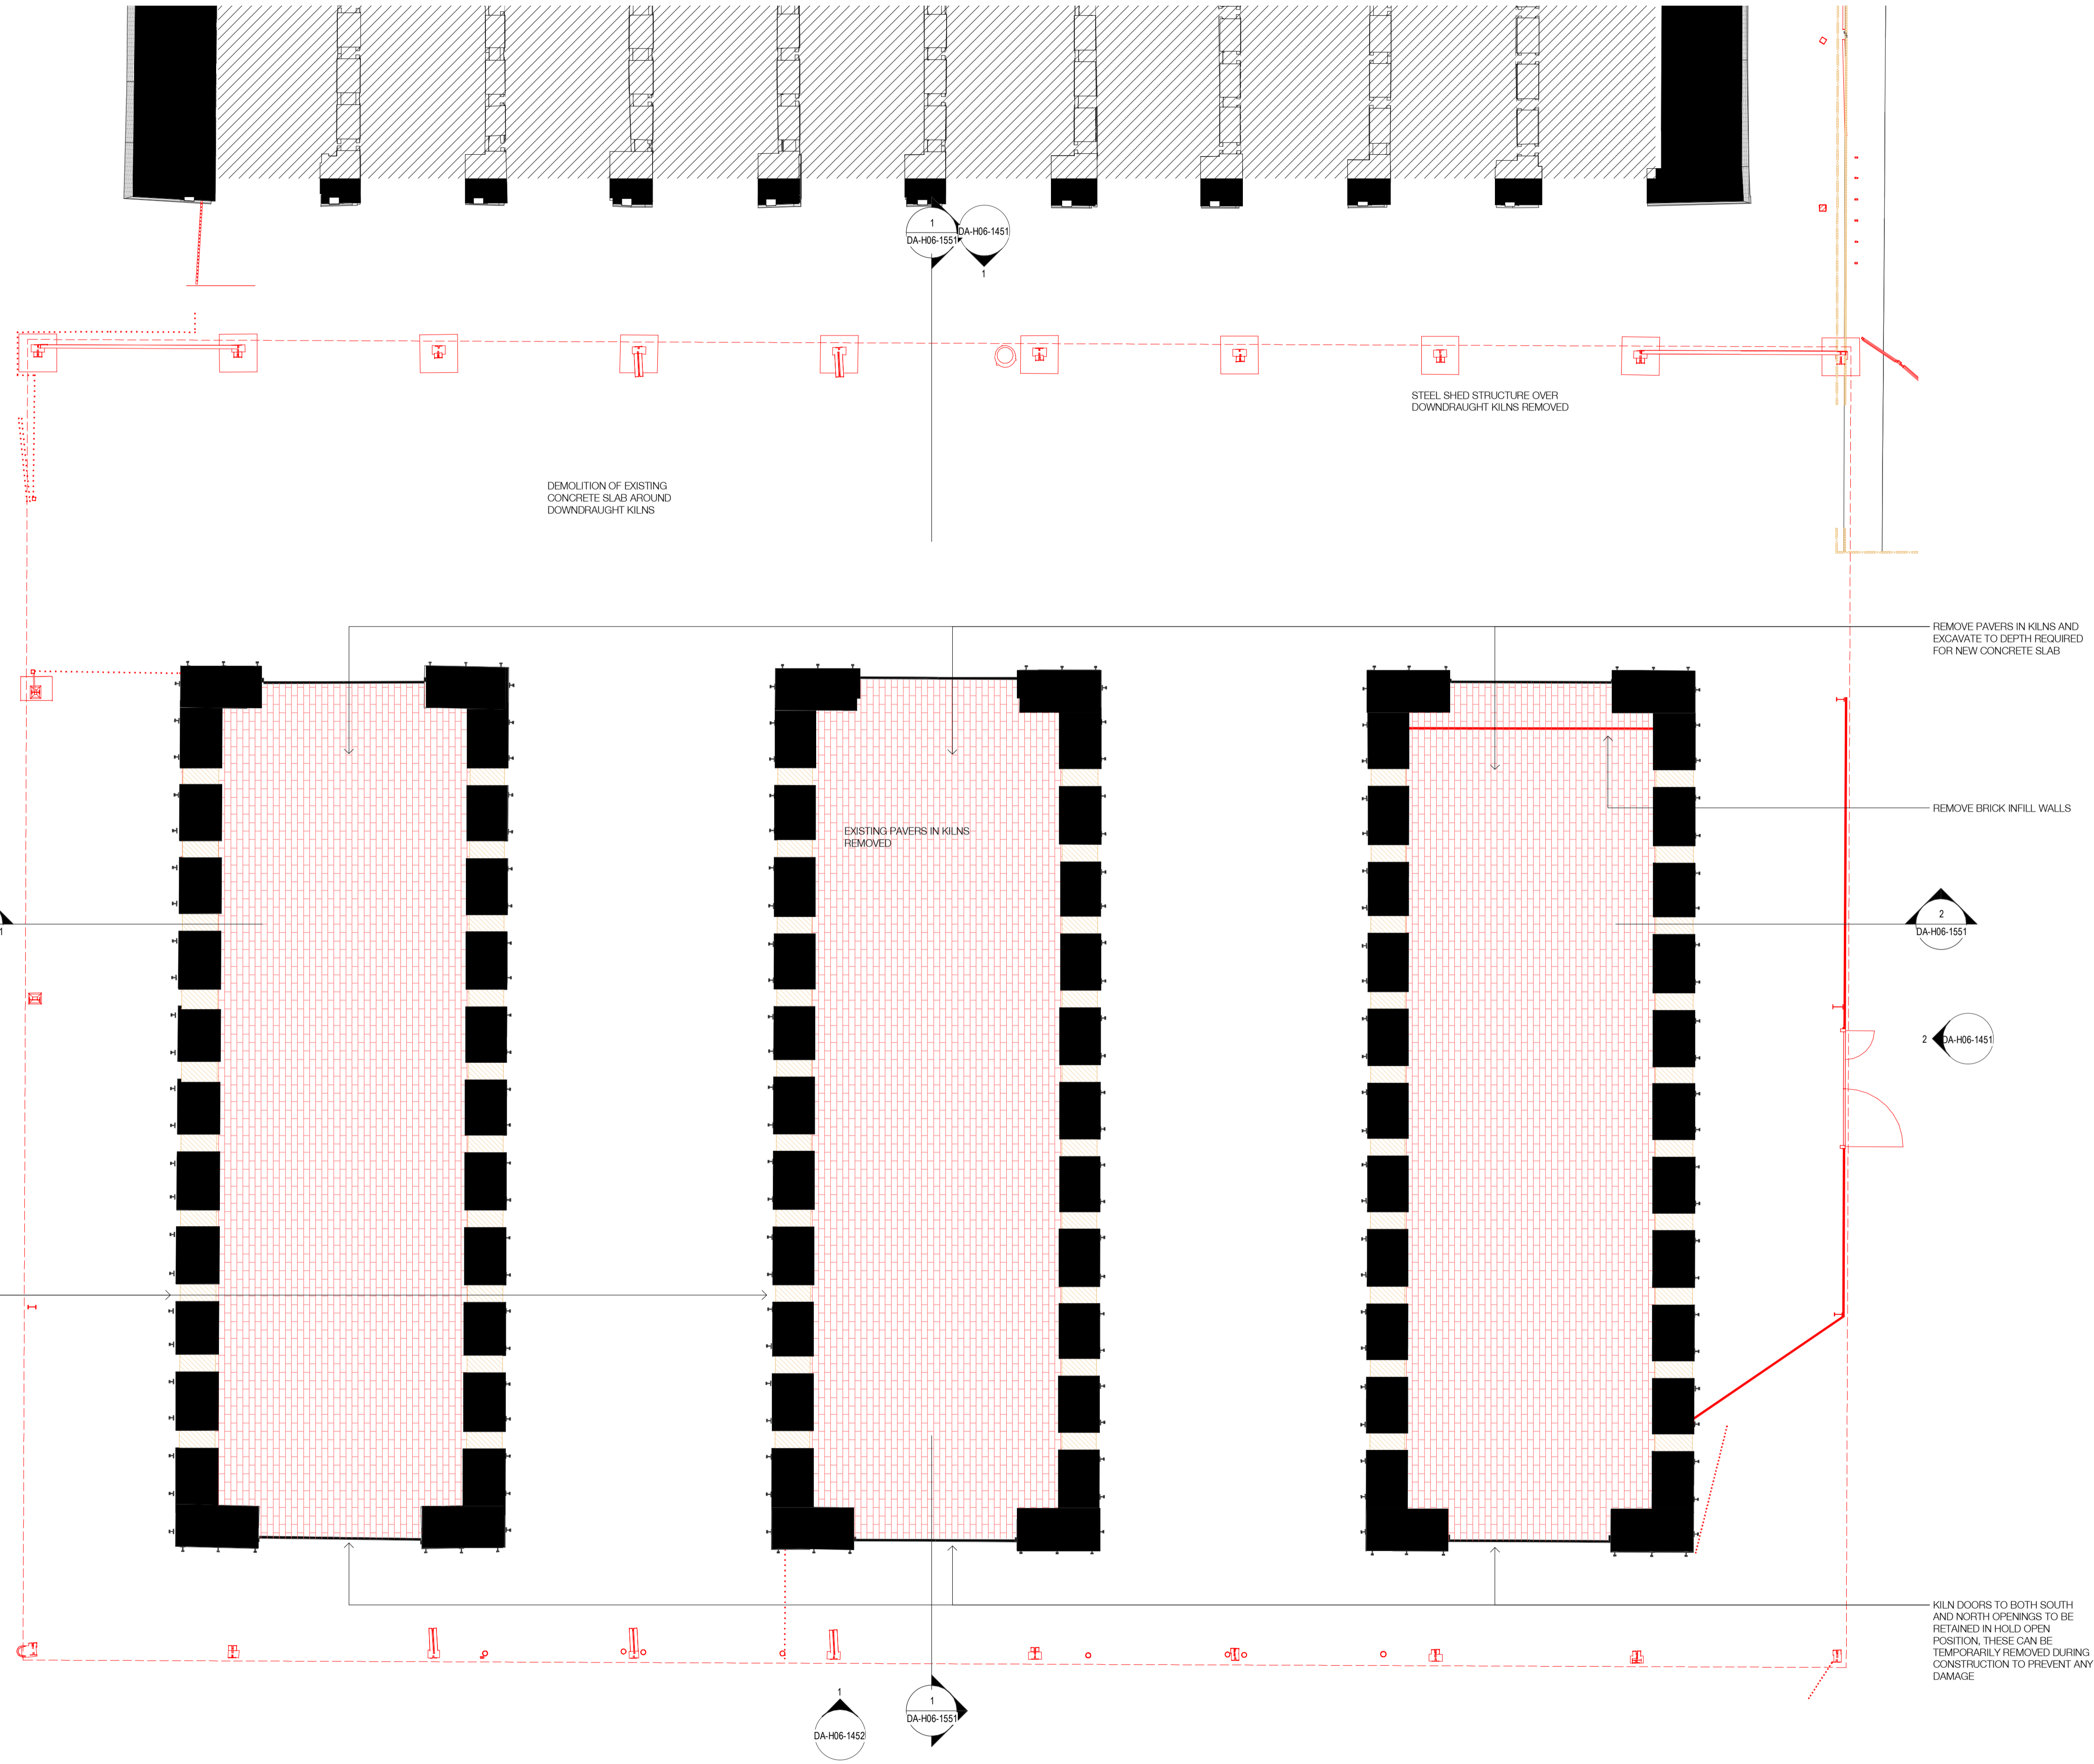 1
DA-H06-1551
DA-H06-1451
1
STEEL SHED STRUCTURE OVER
DOWNDRAUGHT KILNS REMOVED
DEMOLITION OF EXISTING
CONCRETE SLAB AROUND
DOWNDRAUGHT KILNS
REMOVE PAVERS IN KILNS AND
EXCAVATE TO DEPTH REQUIRED
FOR NEW CONCRETE SLAB
REMOVE BRICK INFILL WALLS
EXISTING PAVERS IN KILNS
REMOVED
1
2
DA-H06-1551
2
DA-H06-1451
KILN DOORS TO BOTH SOUTH
AND NORTH OPENINGS TO BE
RETAINED IN HOLD OPEN
POSITION, THESE CAN BE
TEMPORARILY REMOVED DURING
CONSTRUCTION TO PREVENT ANY
DAMAGE
1
DA-H06-1452
1
DA-H06-1551